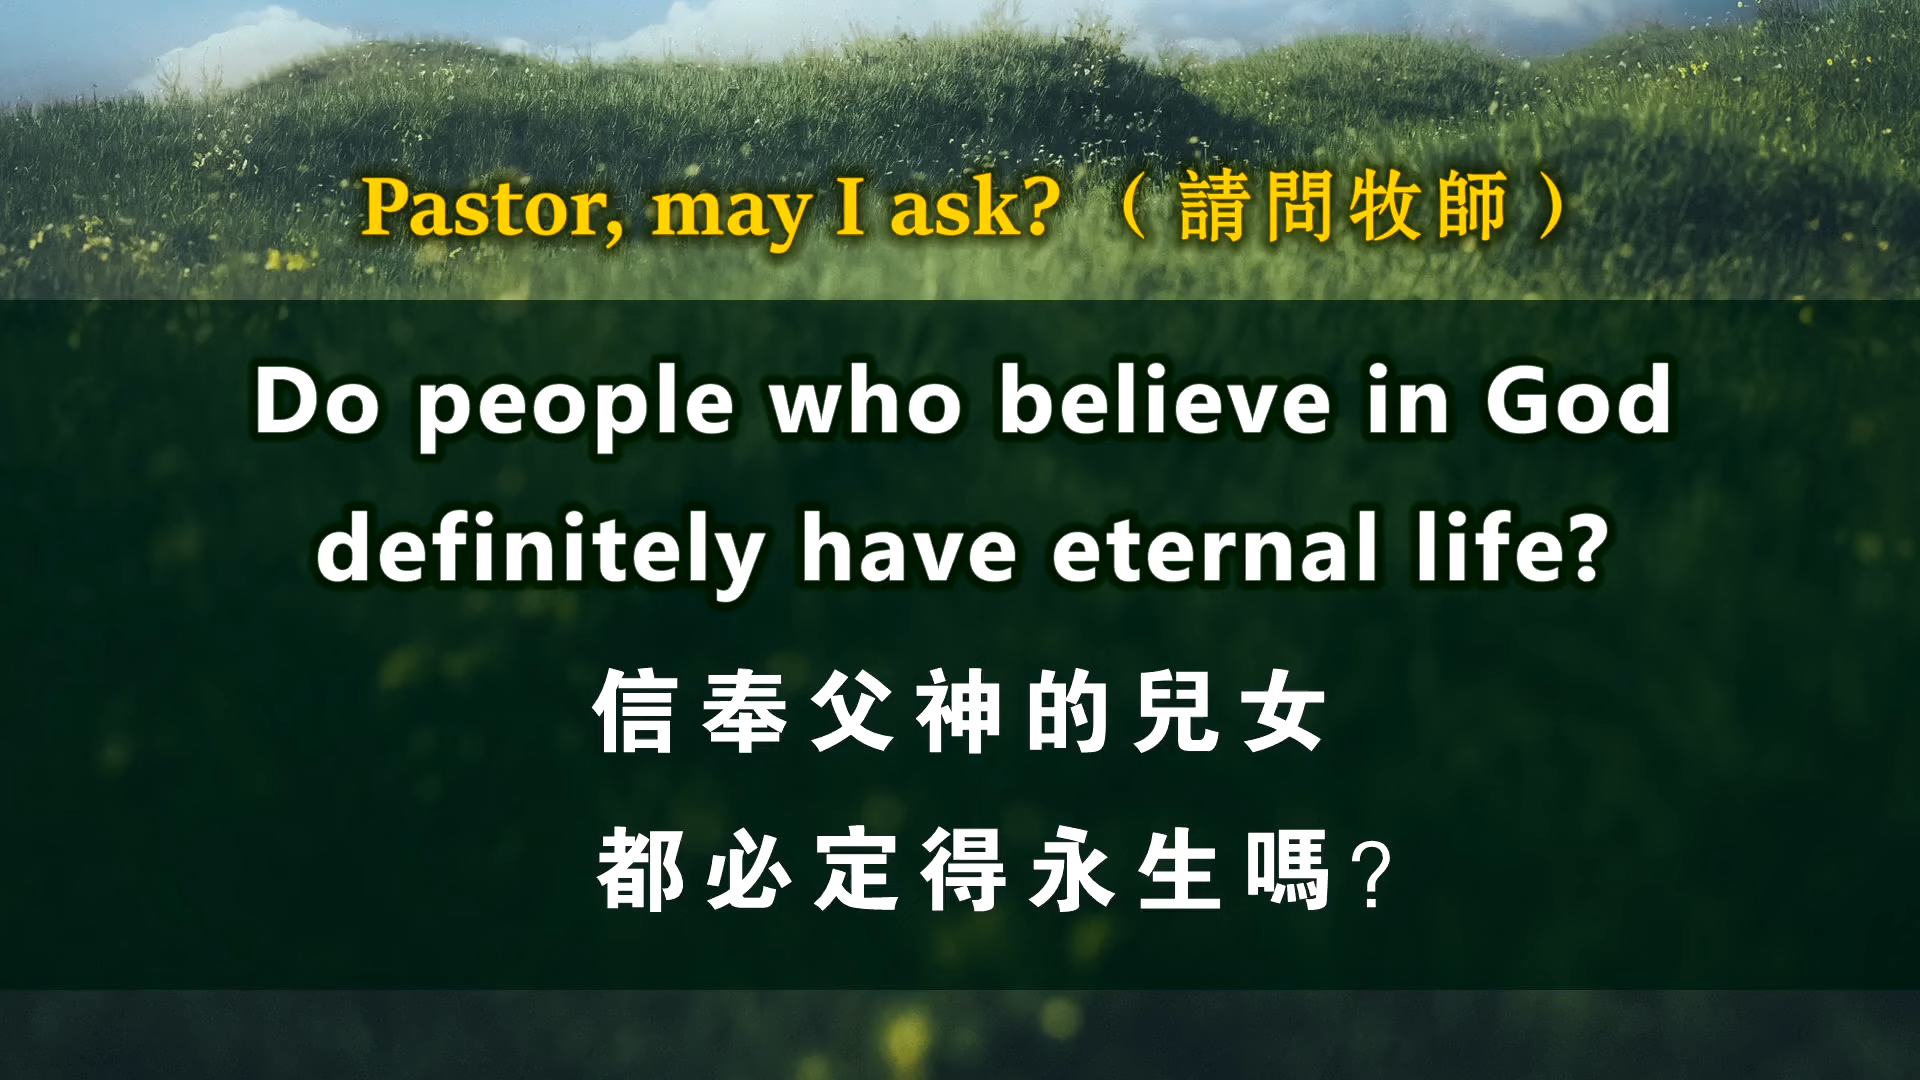 Pastor, may I ask? （請問牧師）
Do people who believe in God
definitely have eternal life?
信奉父神的兒女
都必定得永生嗎?